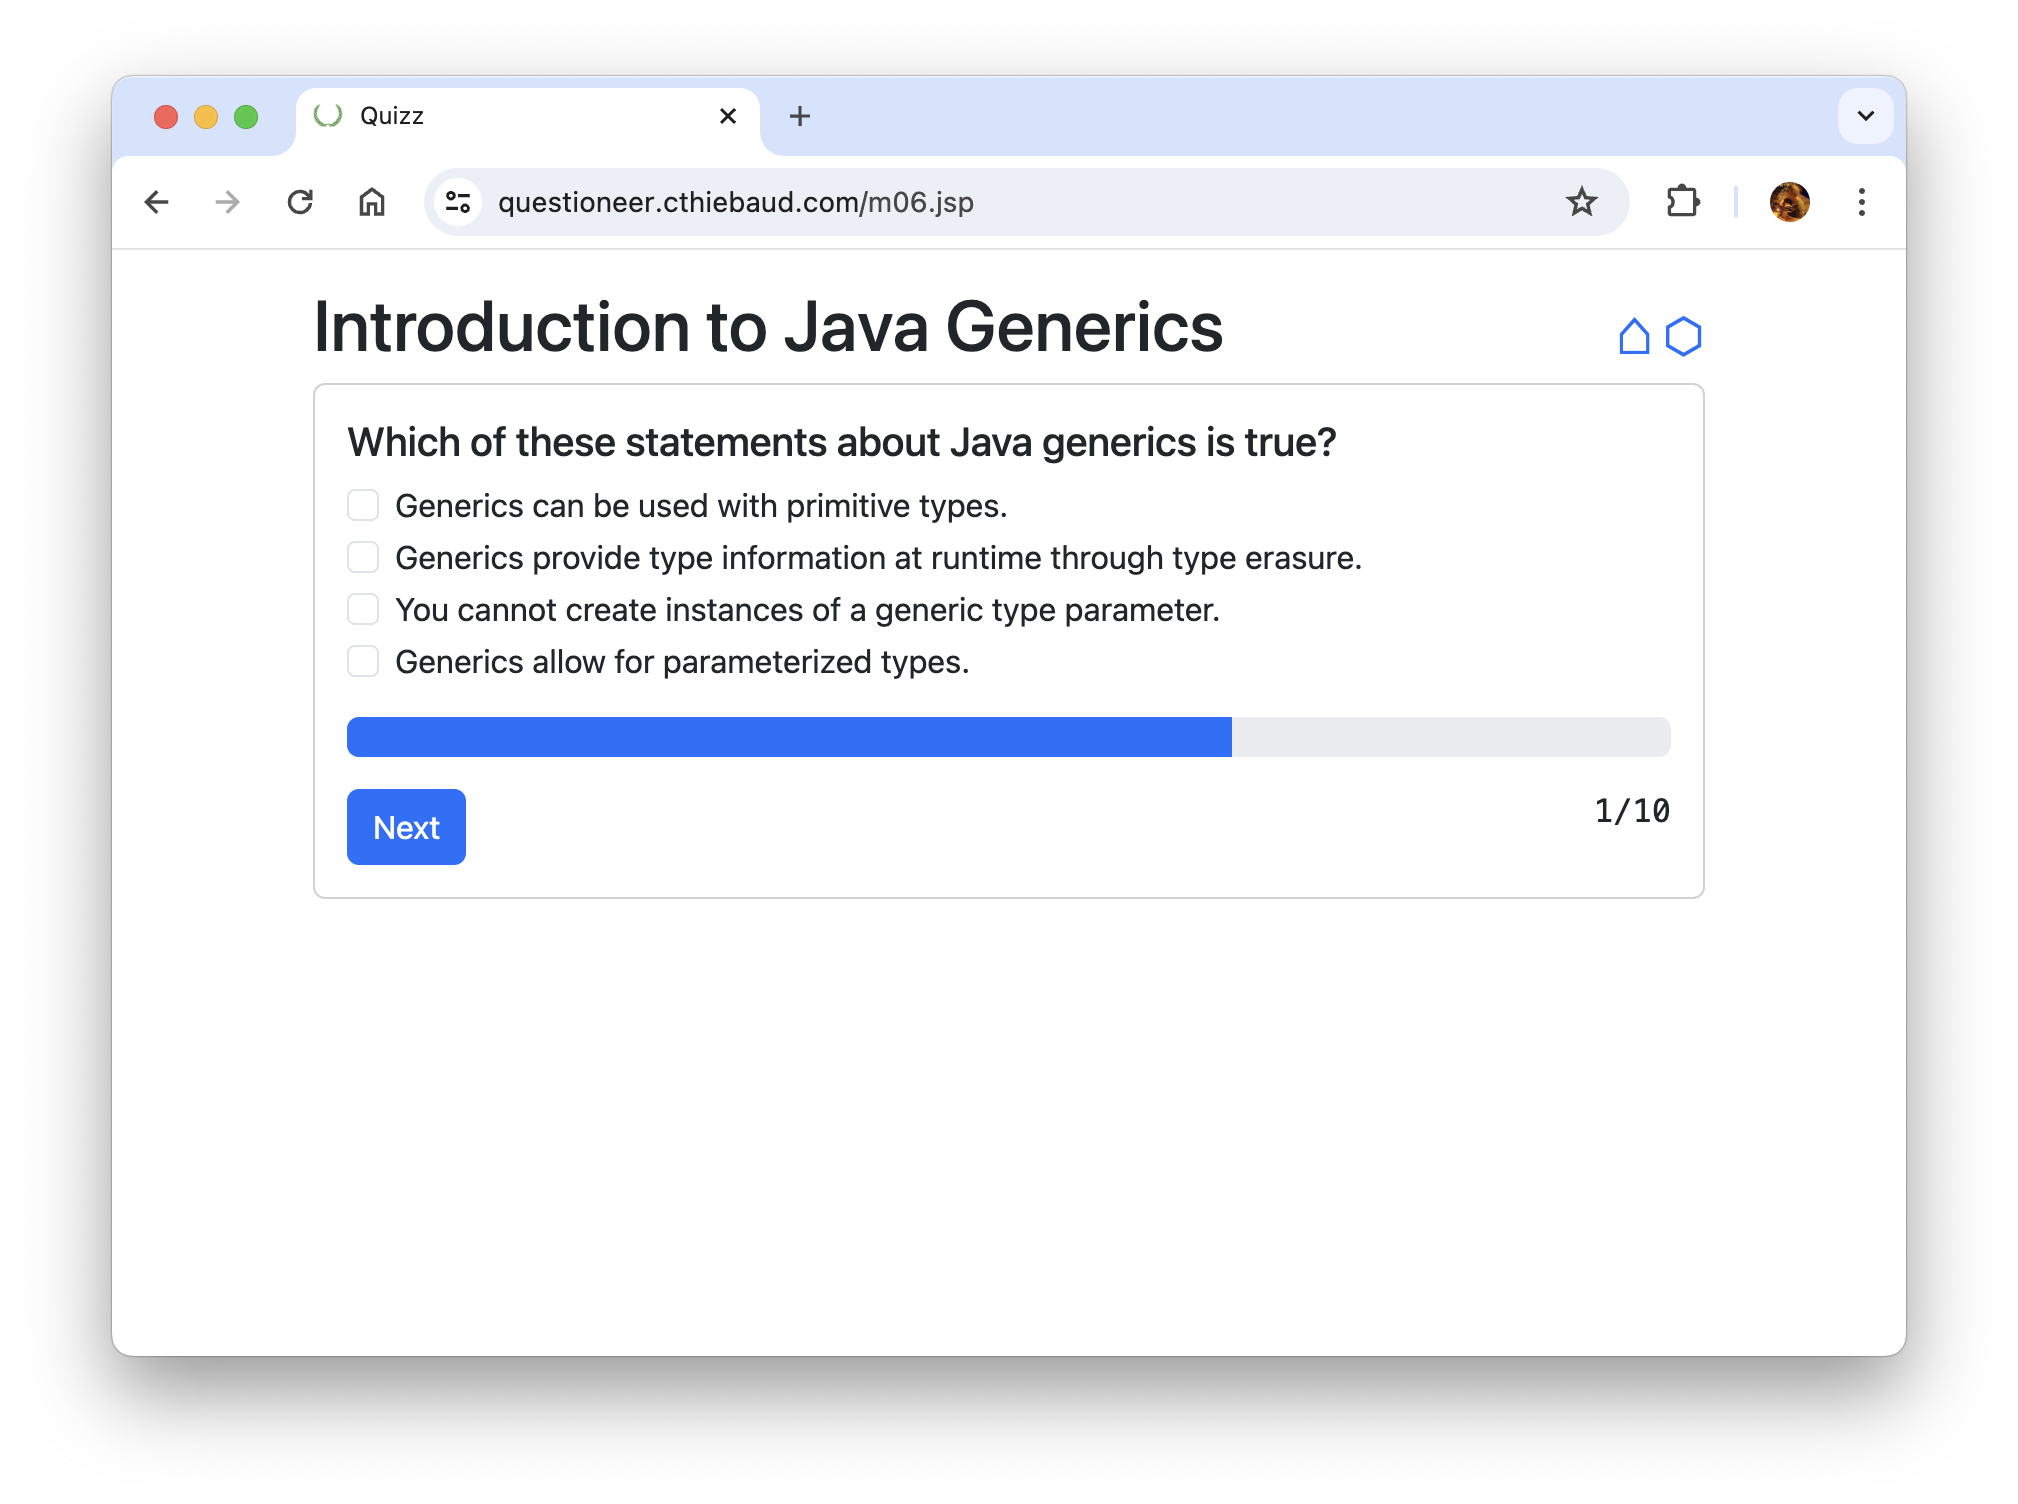 Quizz
questioneer.cthiebaud.com/m06.jsp
Introduction to Java Generics
Which of these statements about Java generics is true?
Generics can be used with primitive types.
Generics provide type information at runtime through type erasure.
You cannot create instances of a generic type parameter.
Generics allow for parameterized types.
Next
1/10